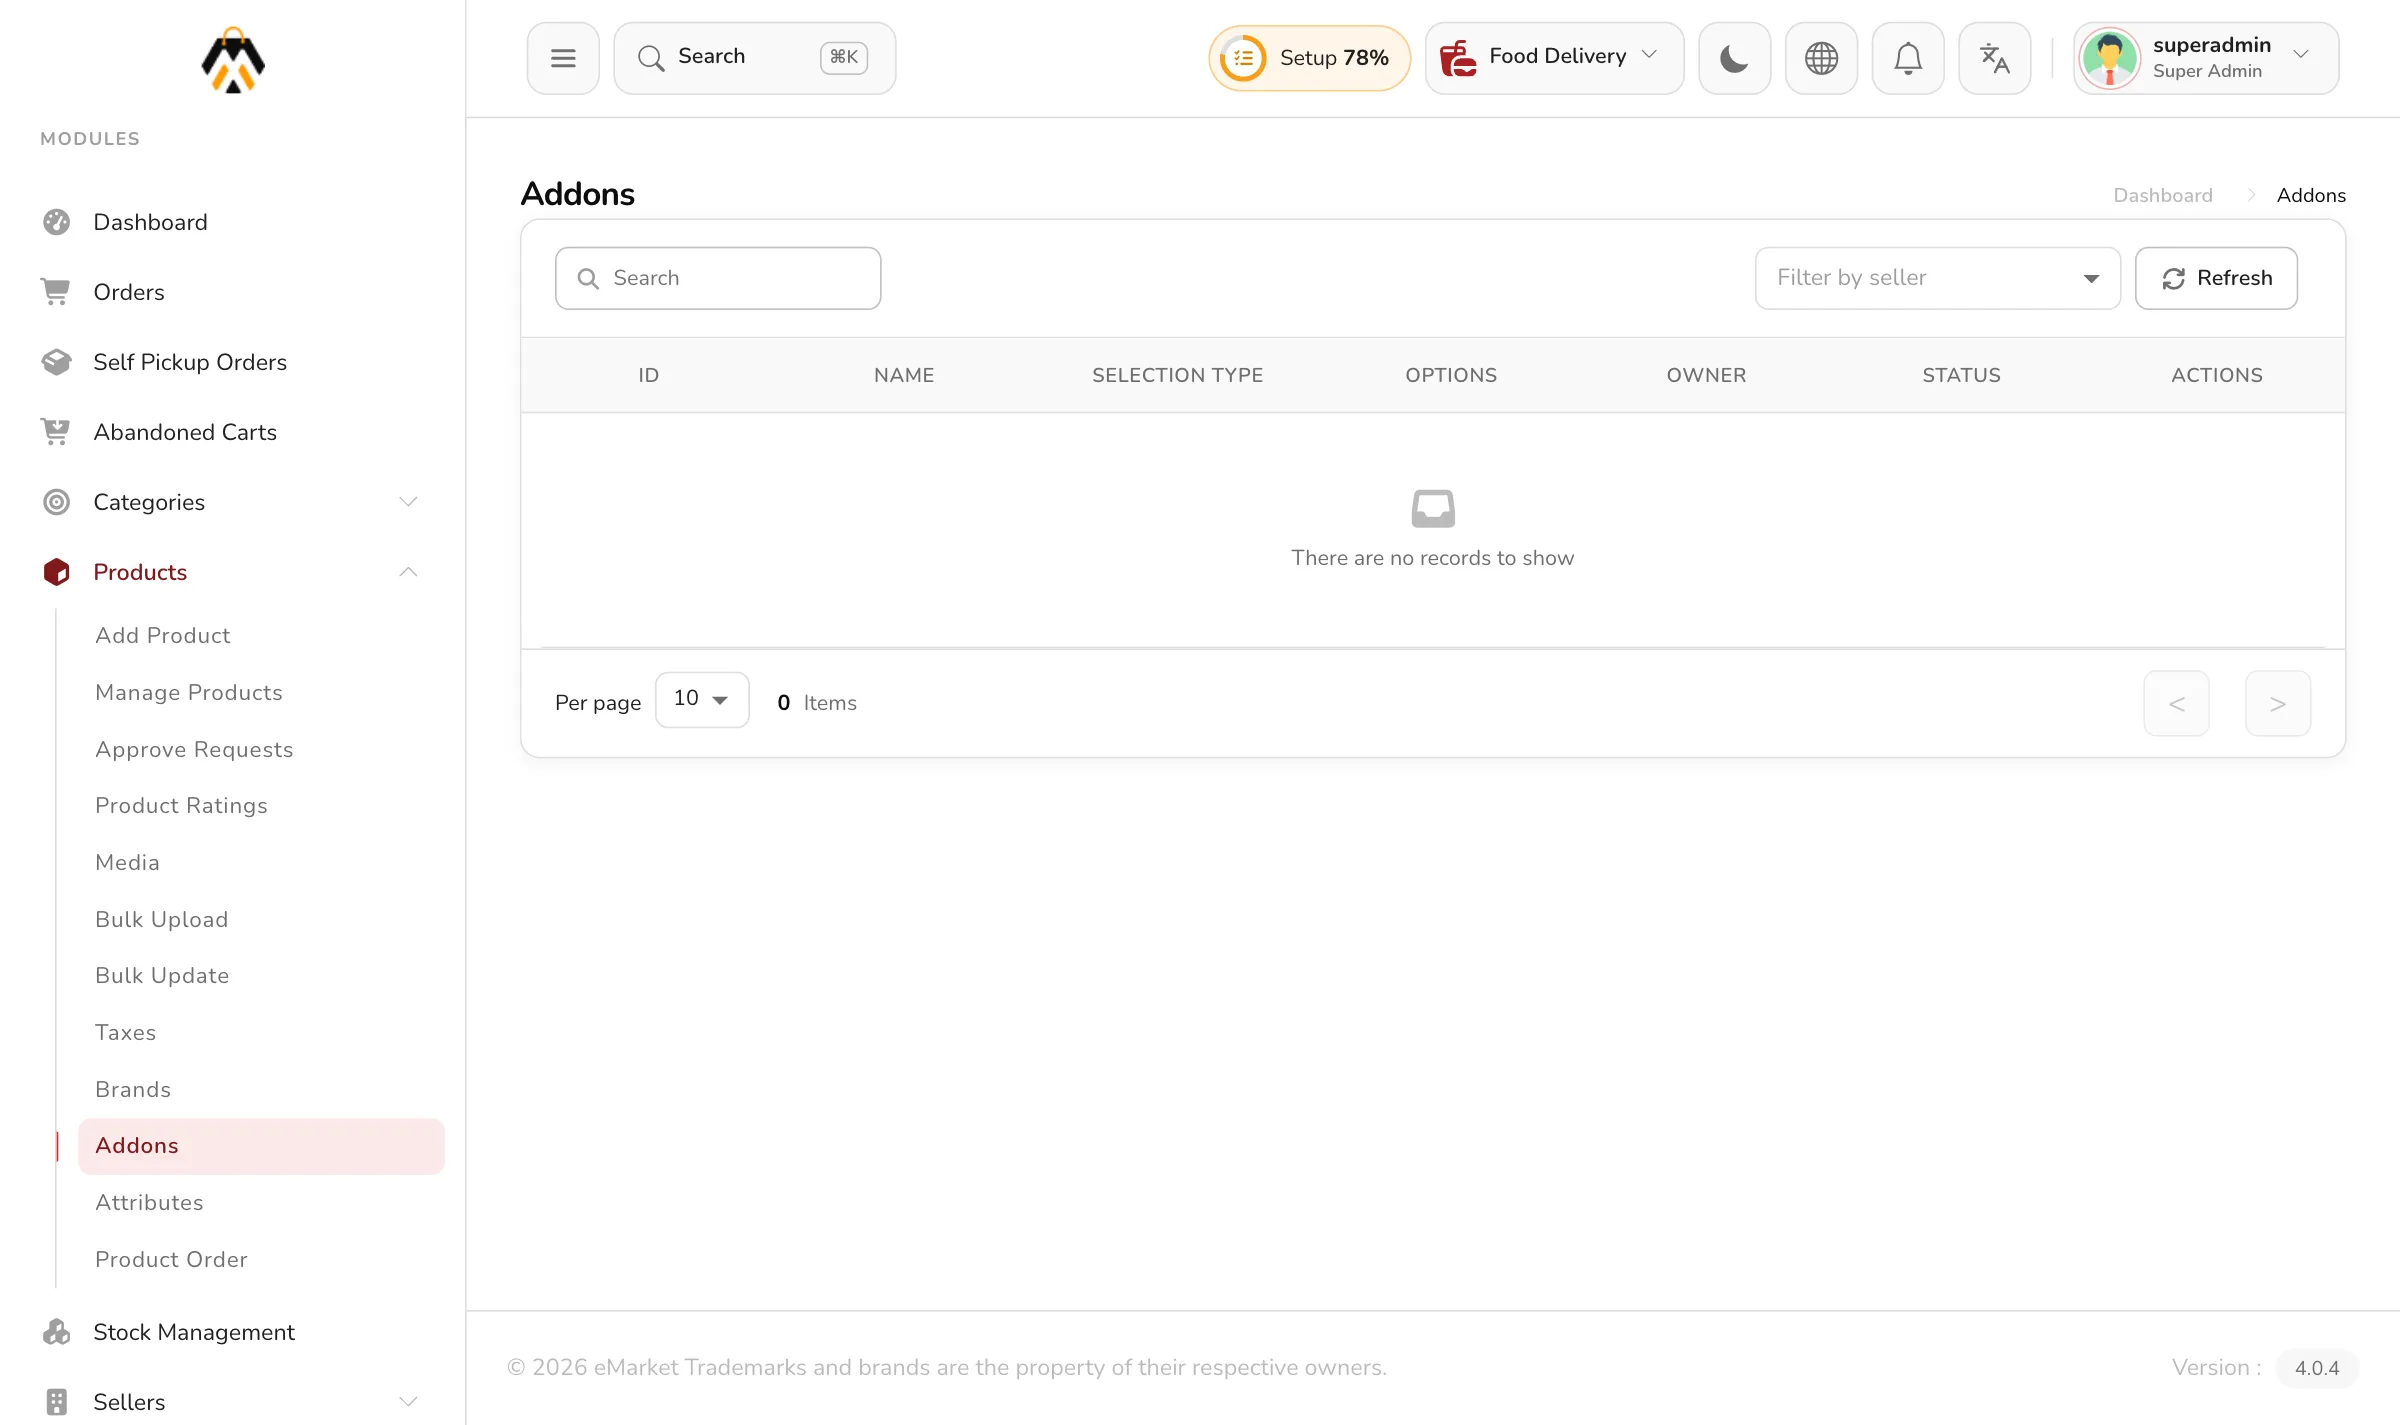 MODULES
Dashboard
Orders
Self Pickup Orders
Abandoned Carts
Categories
Products
Add Product
Manage Products
Approve Requests
Product Ratings
Media
Bulk Upload
Bulk Update
Taxes
Brands
Addons
Attributes
Product Order
Stock Management
Sellers
Search ⌘K
Setup 78%
Food Delivery
superadmin
Super Admin
Addons
Dashboard > Addons
Search
Filter by seller
Refresh
ID NAME SELECTION TYPE OPTIONS OWNER STATUS ACTIONS
There are no records to show
Per page 10 0 Items
< >
© 2026 eMarket Trademarks and brands are the property of their respective owners.
Version : 4.0.4